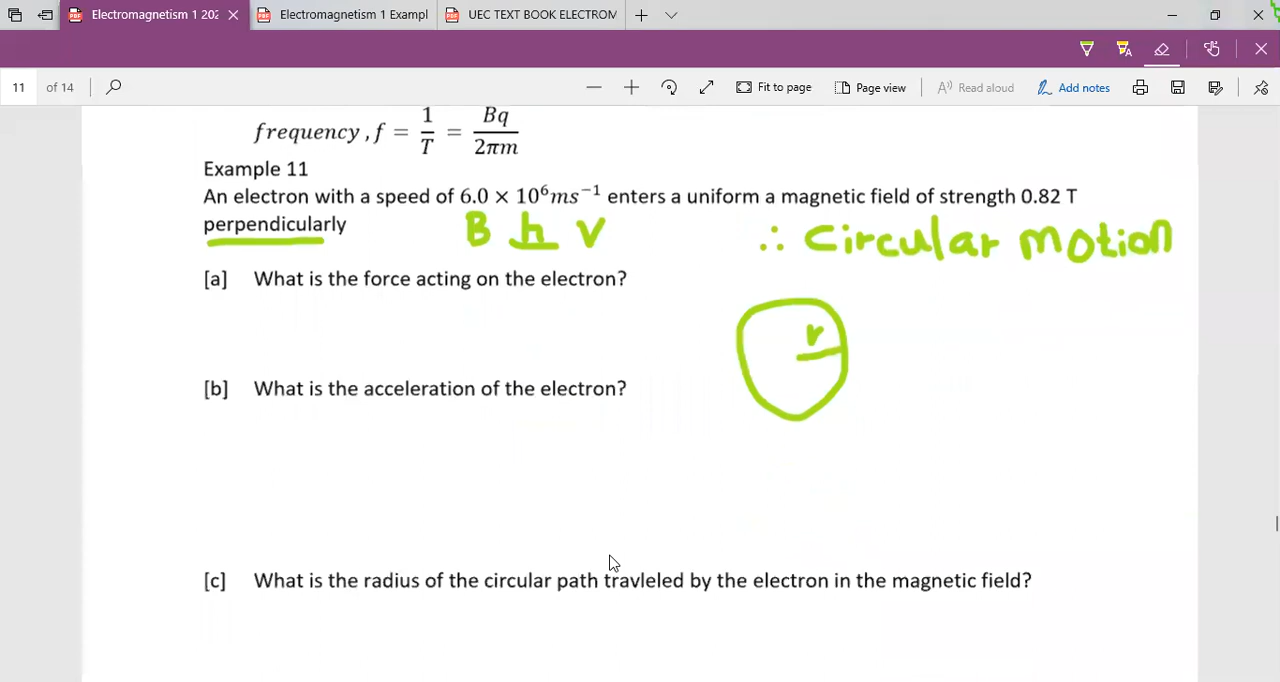 Electromagnetism 1 202
Electromagnetism 1 Exampl
UEC TEXT BOOK ELECTROM
11 of 14
Fit to page
Page view
Read aloud
Add notes
frequency, f = 1/T = Bq/2πm
Example 11
An electron with a speed of 6.0 × 10⁶ms⁻¹ enters a uniform a magnetic field of strength 0.82 T
perpendicularly
B ⊥ v
∴ circular motion
[a] What is the force acting on the electron?
r
[b] What is the acceleration of the electron?
[c] What is the radius of the circular path travleled by the electron in the magnetic field?